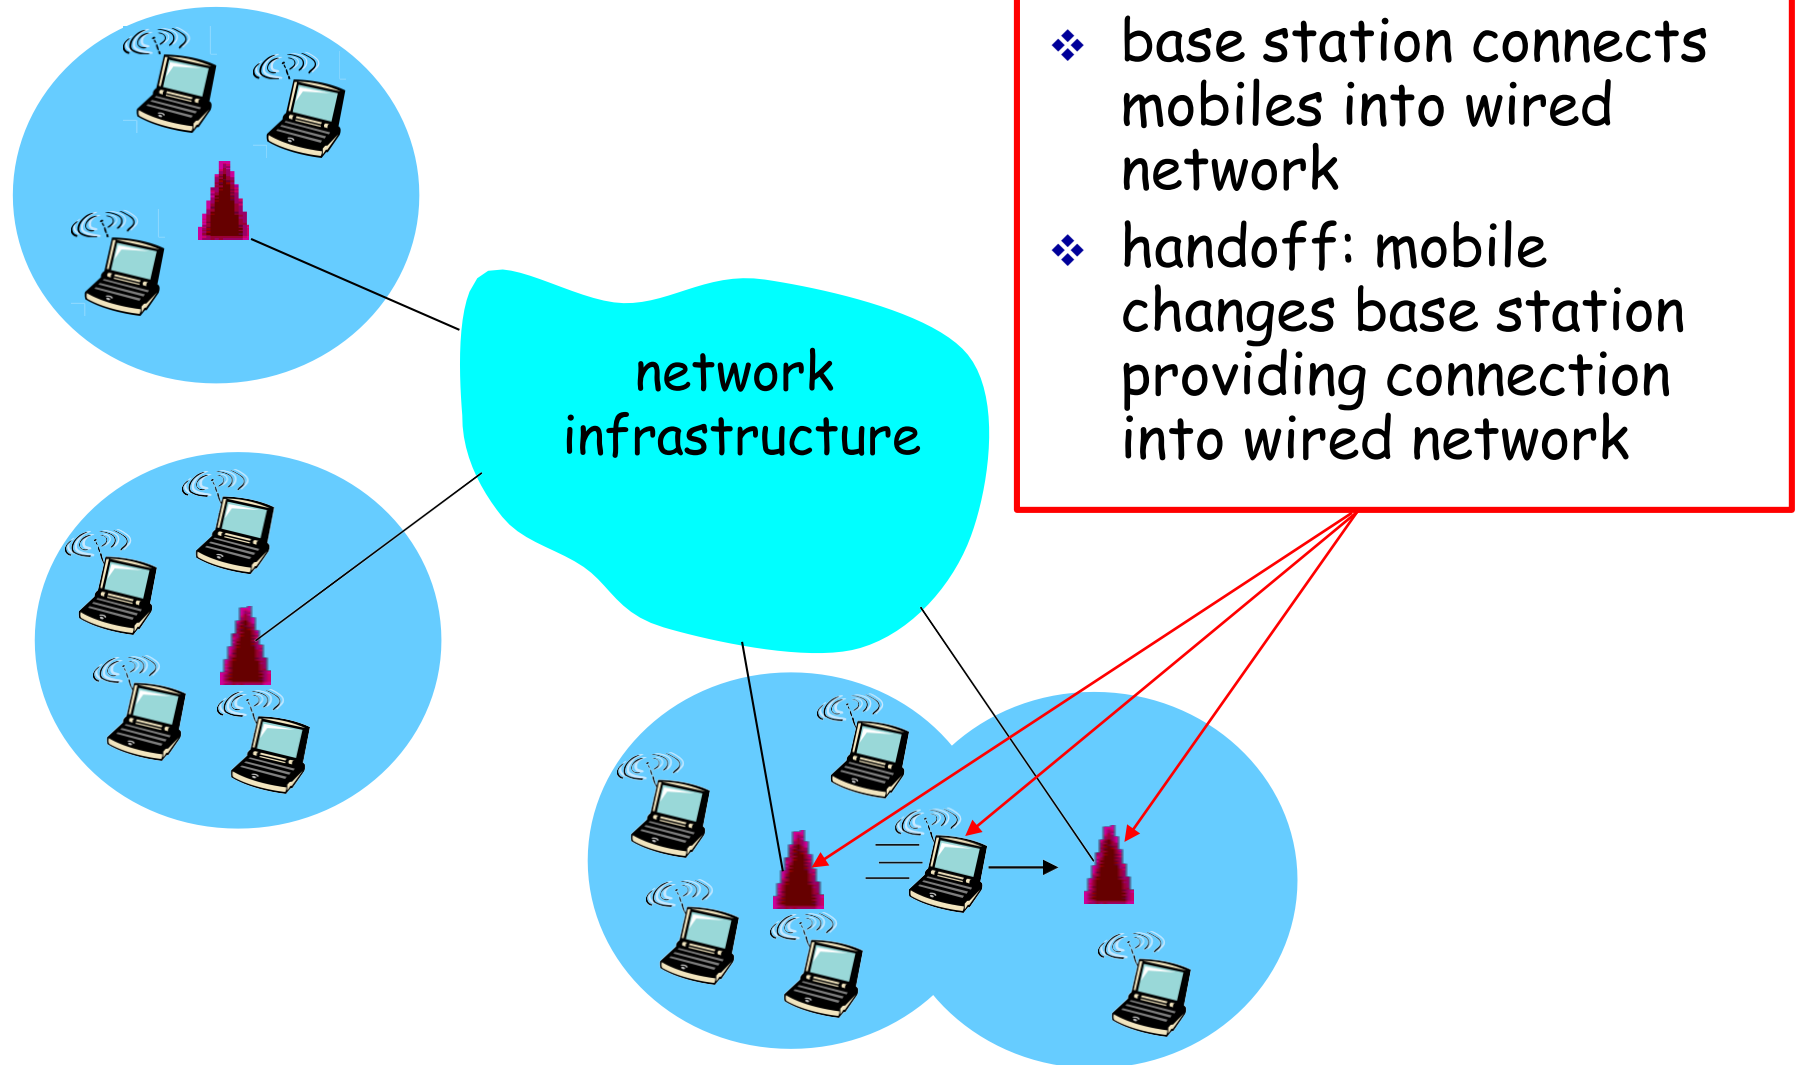 base station connects
mobiles into wired
network
handoff: mobile
changes base station
providing connection
into wired network
network
infrastructure